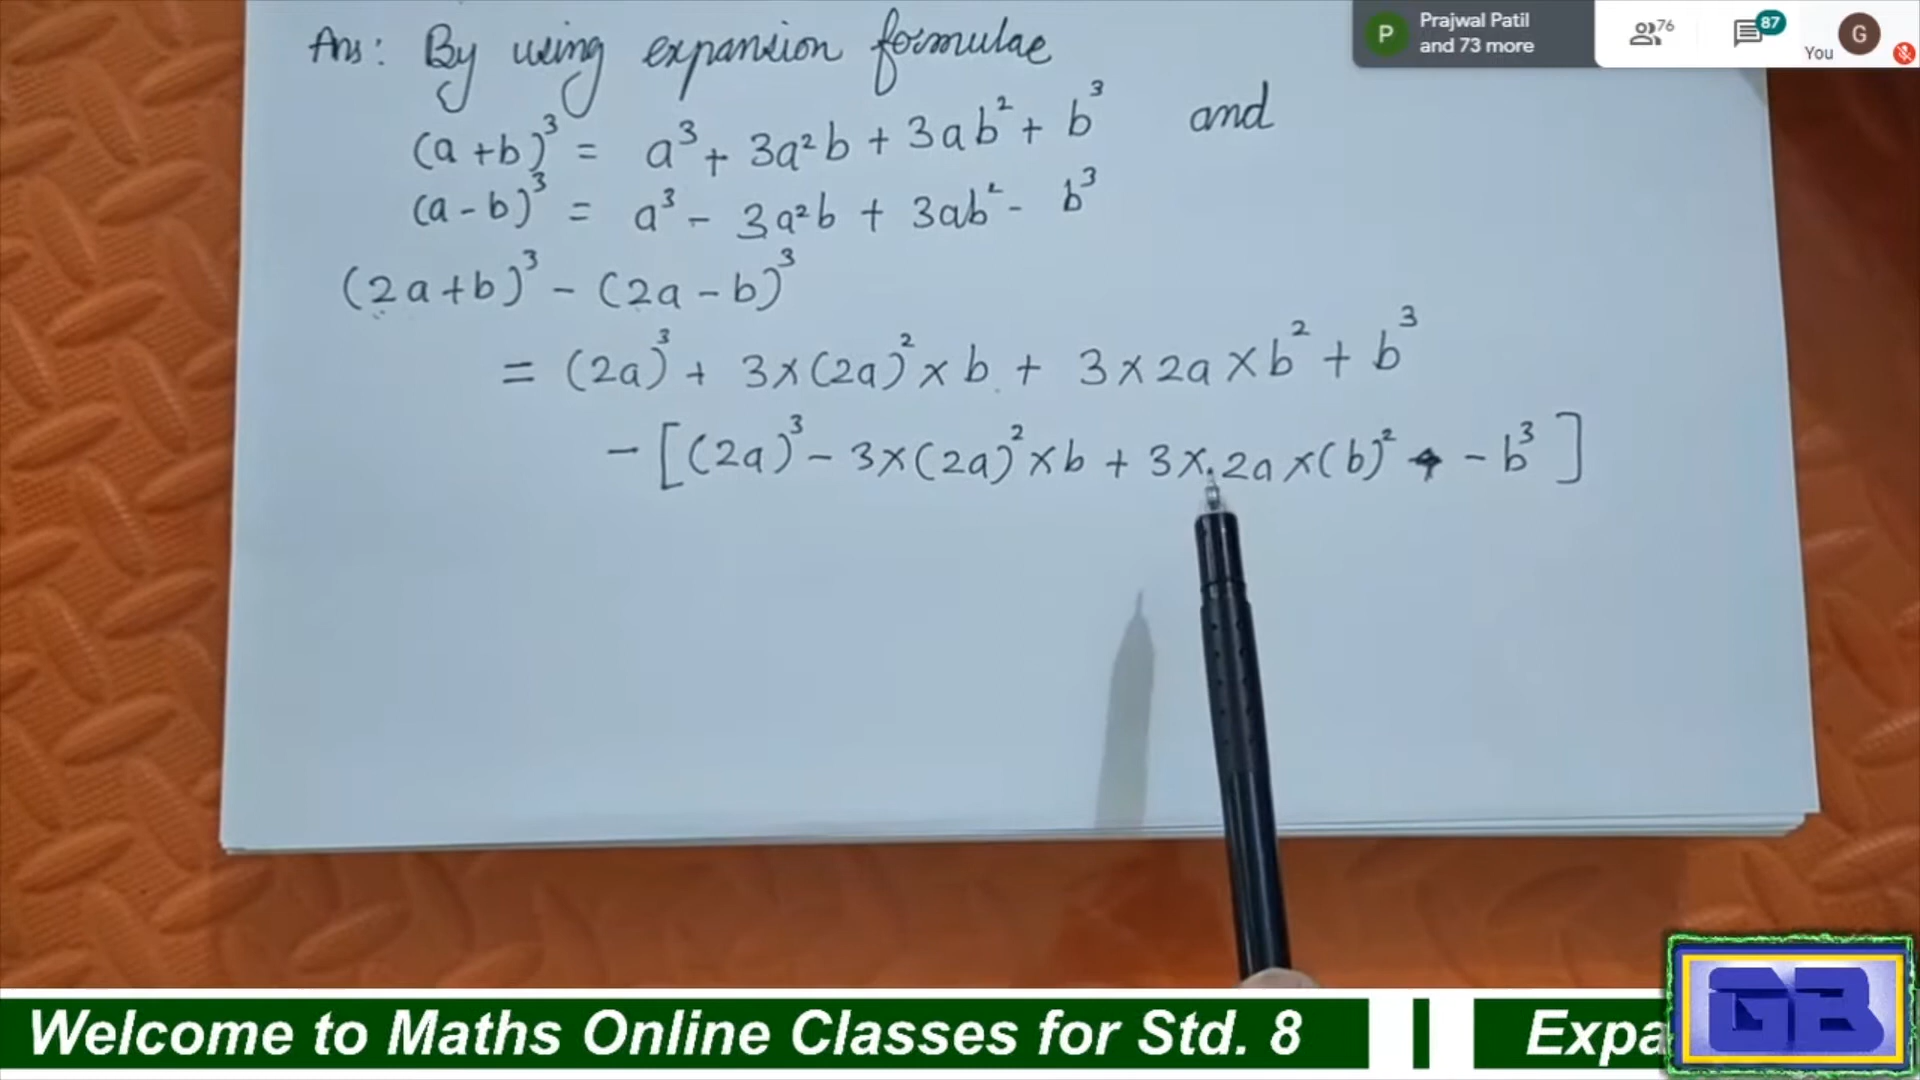 Prajwal Patil
and 73 more
P
76
87
You
G
Ans: By using expansion formulae
(a+b)³ = a³ + 3a²b + 3ab² + b³ and
(a-b)³ = a³ - 3a²b + 3ab² - b³
(2a+b)³ - (2a-b)³
= (2a)³ + 3×(2a)²×b + 3×2a×b² + b³
- [(2a)³ - 3×(2a)²×b + 3×2a×(b)² - b³]
Welcome to Maths Online Classes for Std. 8 | Expa
GB